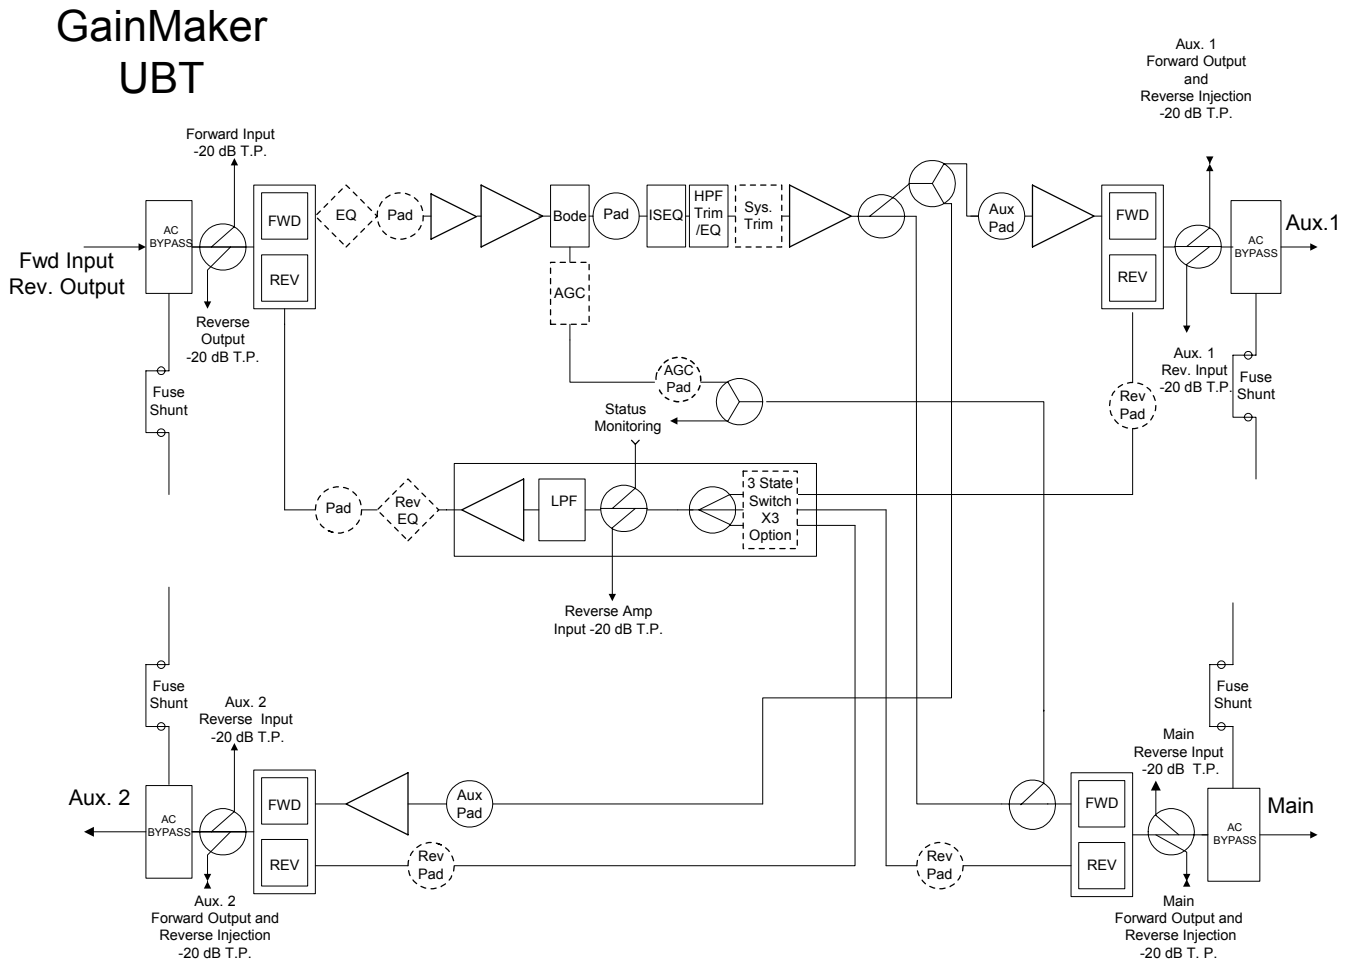 GainMaker
UBT
Aux. 1
Forward Output
and
Reverse Injection
-20 dB T.P.
Forward Input
-20 dB T.P.
AC
BYPASS
FWD
REV
EQ
Pad
Bode
Pad
ISEQ
HPF
Trim
/EQ
Sys.
Trim
Aux
Pad
FWD
REV
AC
BYPASS
Aux.1
Fwd Input
Rev. Output
AGC
Reverse
Output
-20 dB T.P.
Aux. 1
Rev. Input
-20 dB T.P.
Fuse
Shunt
Fuse
Shunt
AGC
Pad
Rev
Pad
Status
Monitoring
Pad
Rev
EQ
LPF
3 State
Switch
X3
Option
Reverse Amp
Input -20 dB T.P.
Fuse
Shunt
Fuse
Shunt
Aux. 2
Reverse  Input
-20 dB T.P.
Main
Reverse Input
-20 dB  T.P.
Aux. 2
AC
BYPASS
FWD
REV
Aux
Pad
Rev
Pad
Rev
Pad
FWD
REV
AC
BYPASS
Main
Aux. 2
Forward Output and
Reverse Injection
-20 dB T.P.
Main
Forward Output and
Reverse Injection
-20 dB T. P.